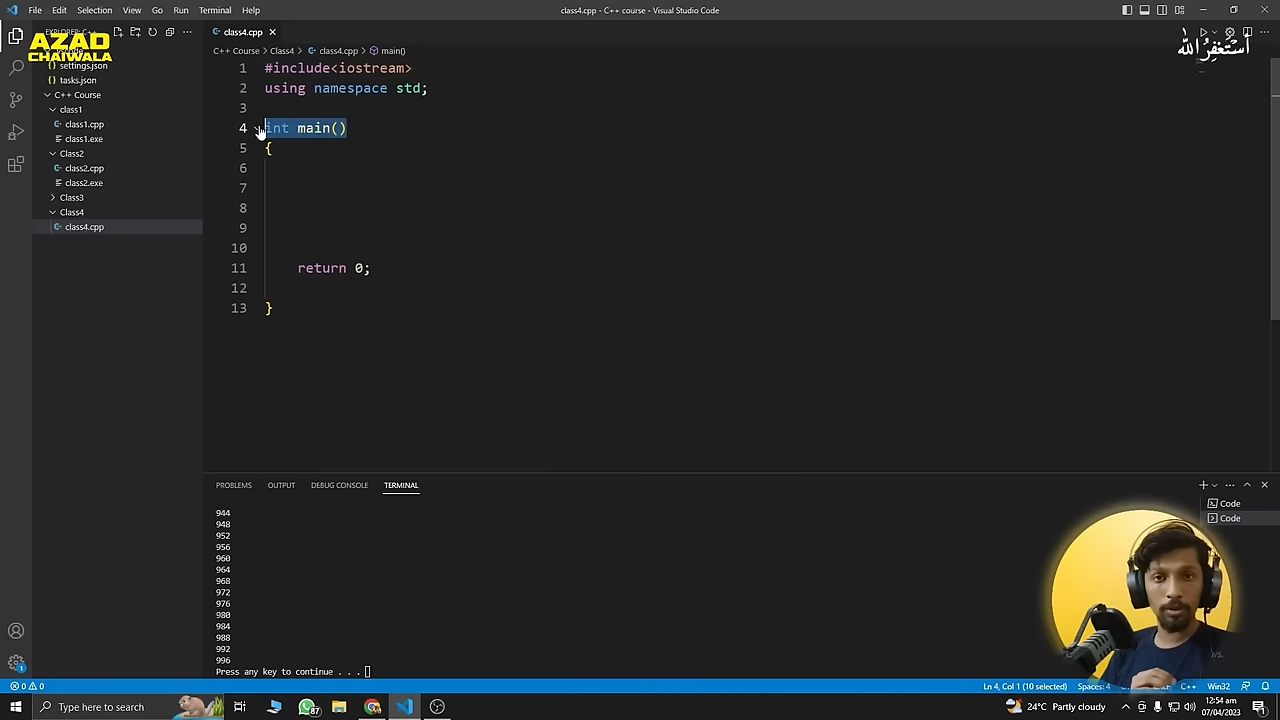 File Edit Selection View Go Run Terminal Help
class4.cpp - C++ course - Visual Studio Code
AZAD
CHAIWALA
أستغفر الله
class4.cpp
C++ Course > Class4 > class4.cpp > main()
settings.json
tasks.json
C++ Course
class1
class1.cpp
class1.exe
Class2
class2.cpp
class2.exe
Class3
Class4
class4.cpp
1 #include<iostream>
2 using namespace std;
3
4 int main()
5 {
6
7
8
9
10
11 return 0;
12
13 }
PROBLEMS OUTPUT DEBUG CONSOLE TERMINAL
944
948
952
956
960
964
968
972
976
980
984
988
992
996
Press any key to continue . . .
Code
Code
0 0
Ln 4, Col 1 (10 selected) Spaces: 4 C++ Win32
Type here to search
87
24°C Partly cloudy
12:54 am
07/04/2023